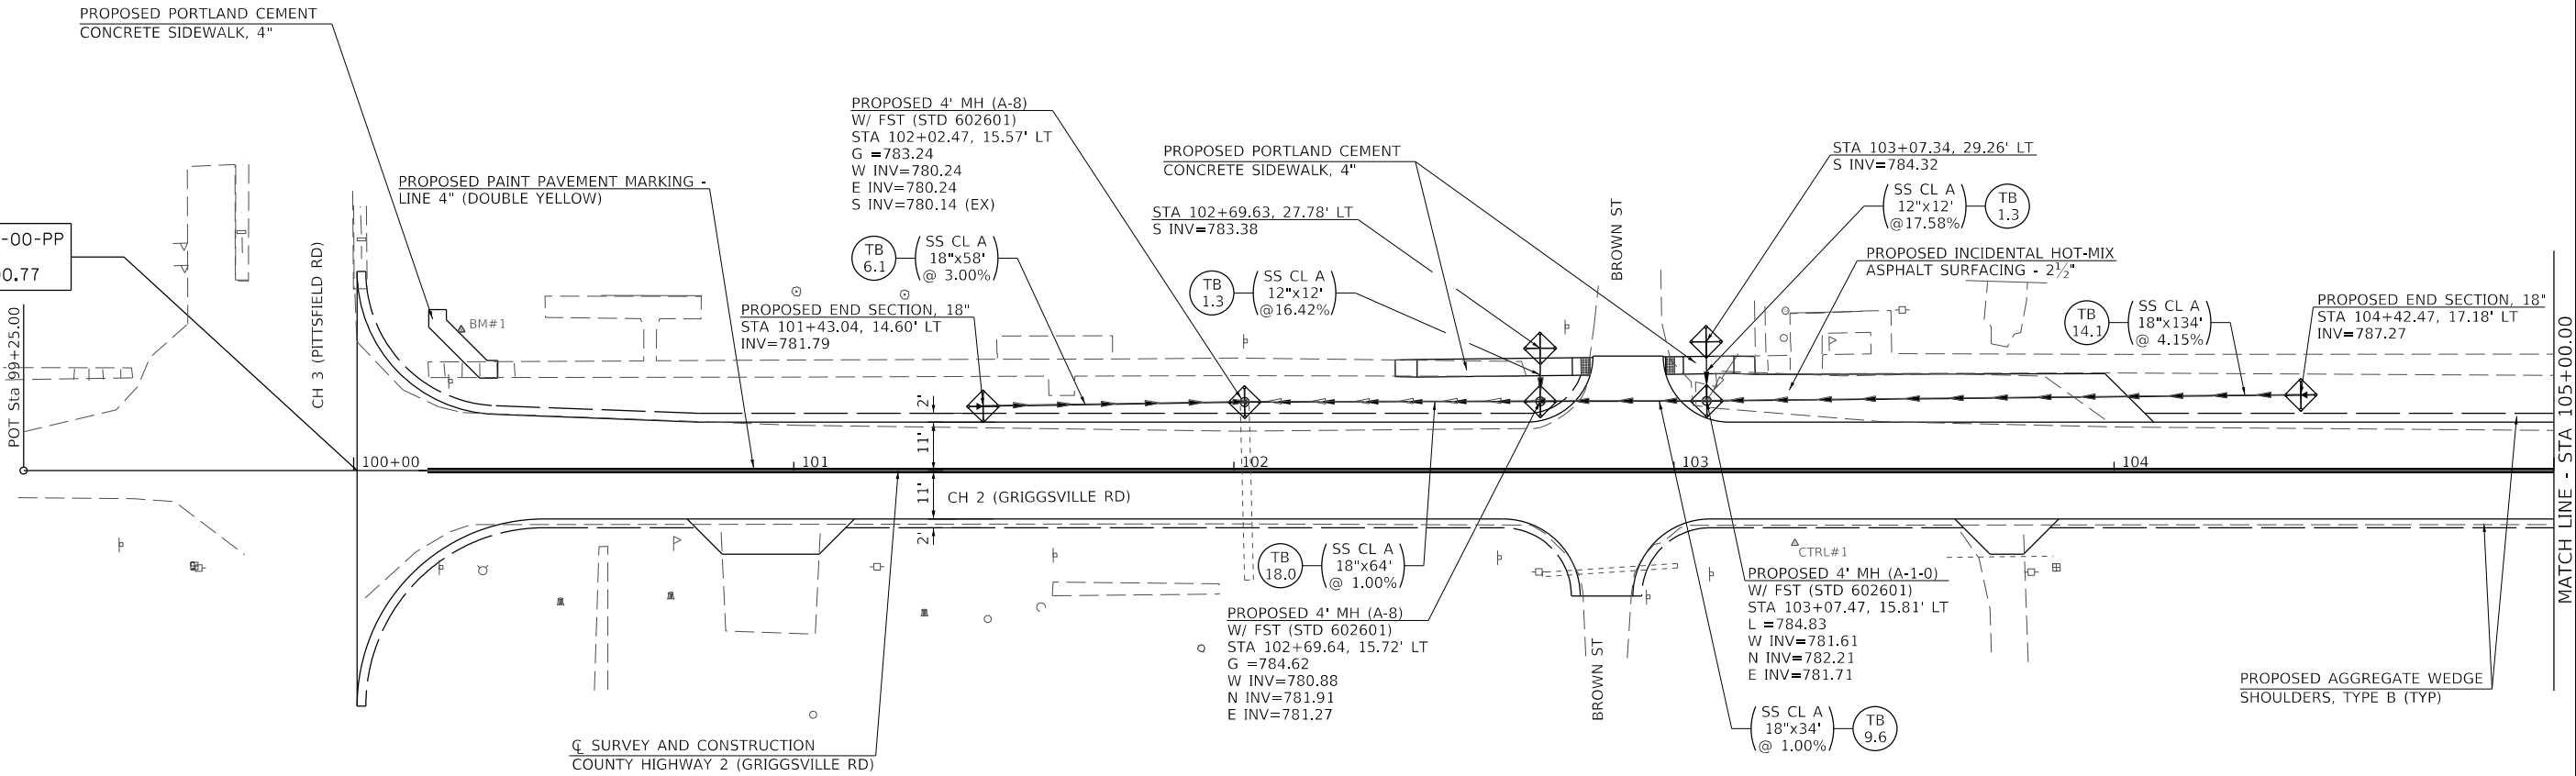 PROPOSED PORTLAND CEMENT
CONCRETE SIDEWALK, 4"
-00-PP
00.77
POT Sta 99+25.00
CH 3 (PITTSFIELD RD)
BM#1
PROPOSED PAINT PAVEMENT MARKING -
LINE 4" (DOUBLE YELLOW)
PROPOSED 4' MH (A-8)
W/ FST (STD 602601)
STA 102+02.47, 15.57' LT
G =783.24
W INV=780.24
E INV=780.24
S INV=780.14 (EX)
TB
6.1
SS CL A
18"x58'
@ 3.00%
PROPOSED END SECTION, 18"
STA 101+43.04, 14.60' LT
INV=781.79
PROPOSED PORTLAND CEMENT
CONCRETE SIDEWALK, 4"
STA 102+69.63, 27.78' LT
S INV=783.38
TB
1.3
SS CL A
12"x12'
@16.42%
BROWN ST
STA 103+07.34, 29.26' LT
S INV=784.32
SS CL A
12"x12'
@17.58%
TB
1.3
PROPOSED INCIDENTAL HOT-MIX
ASPHALT SURFACING - 2½"
TB
14.1
SS CL A
18"x134'
@ 4.15%
PROPOSED END SECTION, 18"
STA 104+42.47, 17.18' LT
INV=787.27
MATCH LINE - STA 105+00.00
2'
11'
11'
2'
100+00
101
102
103
104
CH 2 (GRIGGSVILLE RD)
TB
18.0
SS CL A
18"x64'
@ 1.00%
PROPOSED 4' MH (A-8)
W/ FST (STD 602601)
STA 102+69.64, 15.72' LT
G =784.62
W INV=780.88
N INV=781.91
E INV=781.27
BROWN ST
CTRL#1
PROPOSED 4' MH (A-1-0)
W/ FST (STD 602601)
STA 103+07.47, 15.81' LT
L =784.83
W INV=781.61
N INV=782.21
E INV=781.71
SS CL A
18"x34'
@ 1.00%
TB
9.6
PROPOSED AGGREGATE WEDGE
SHOULDERS, TYPE B (TYP)
℄ SURVEY AND CONSTRUCTION
COUNTY HIGHWAY 2 (GRIGGSVILLE RD)